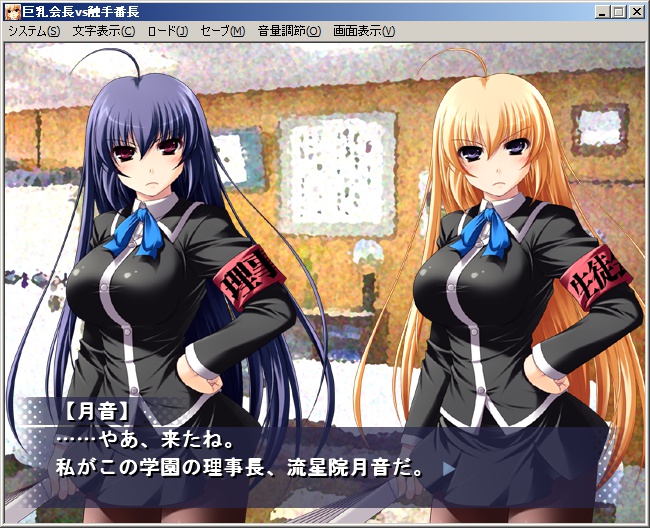 巨乳会長vs触手番長
システム(S) 文字表示(C) ロード(J) セーブ(M) 音量調節(O) 画面表示(V)
理事
生徒
【月音】
……やあ、来たね。
私がこの学園の理事長、流星院月音だ。